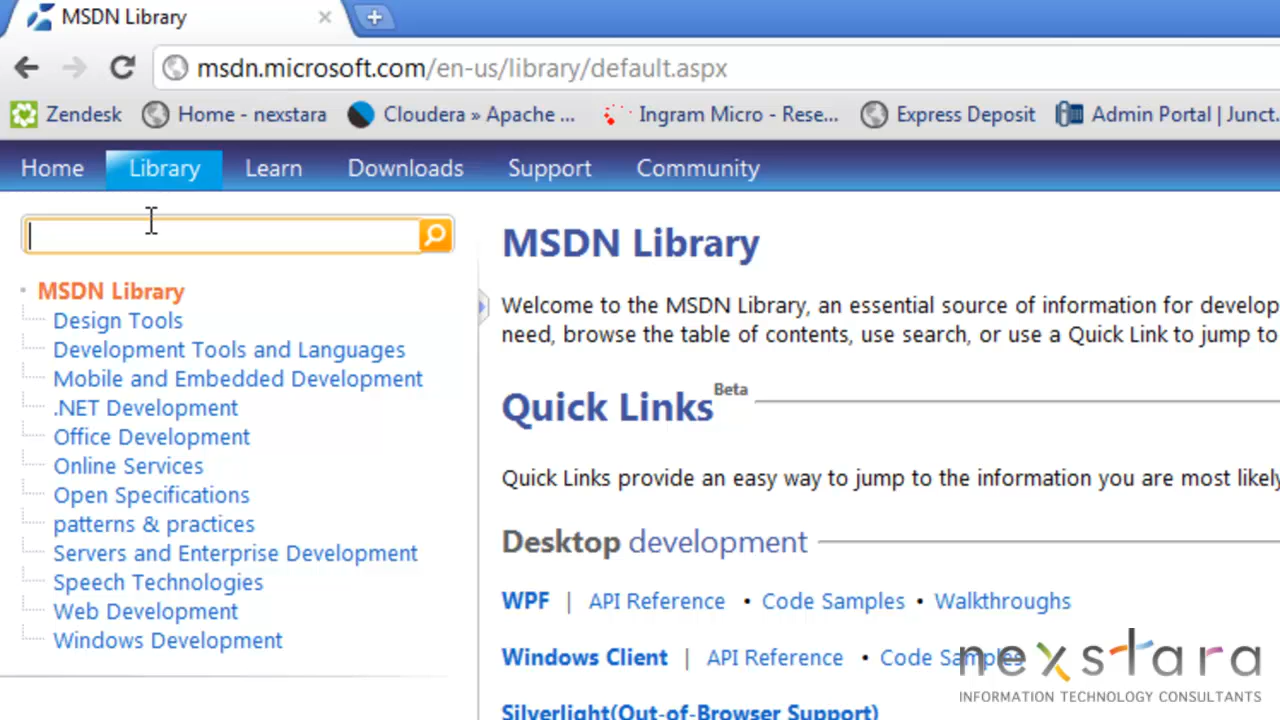 MSDN Library
msdn.microsoft.com/en-us/library/default.aspx
Zendesk Home - nexstara Cloudera » Apache ... Ingram Micro - Rese... Express Deposit Admin Portal | Junct.
Home Library Learn Downloads Support Community
MSDN Library
Design Tools
Development Tools and Languages
Mobile and Embedded Development
.NET Development
Office Development
Online Services
Open Specifications
patterns & practices
Servers and Enterprise Development
Speech Technologies
Web Development
Windows Development
MSDN Library
Welcome to the MSDN Library, an essential source of information for develop
need, browse the table of contents, use search, or use a Quick Link to jump to
Quick Links Beta
Quick Links provide an easy way to jump to the information you are most likely
Desktop development
WPF | API Reference • Code Samples • Walkthroughs
Windows Client | API Reference • Code Samples
Silverlight(Out-of-Browser Support)
nexstara
INFORMATION TECHNOLOGY CONSULTANTS